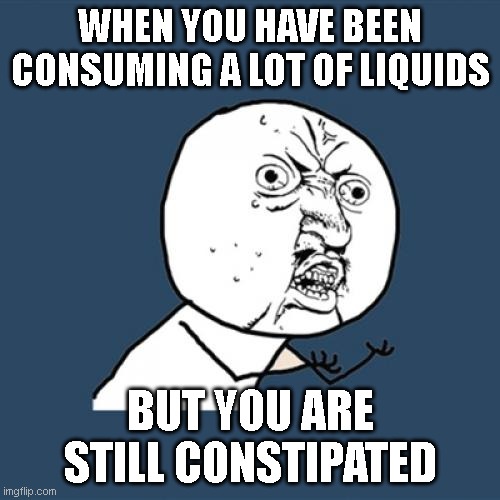 WHEN YOU HAVE BEEN
CONSUMING A LOT OF LIQUIDS
BUT YOU ARE
STILL CONSTIPATED
imgflip.com